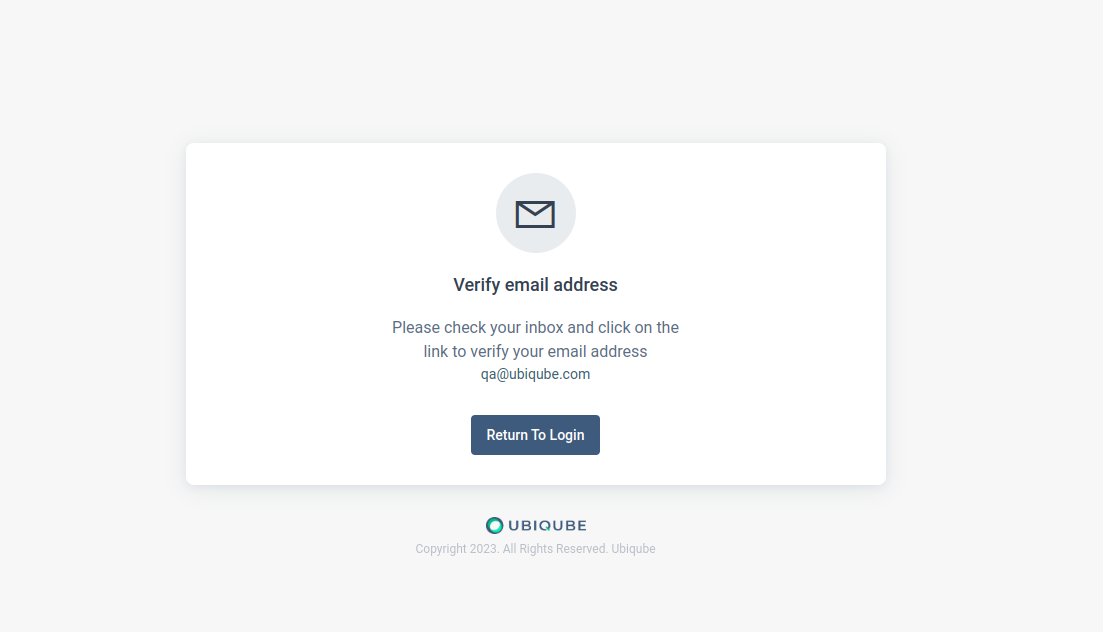 Verify email address
Please check your inbox and click on the
link to verify your email address
qa@ubiqube.com
Return To Login
UBIQUBE
Copyright 2023. All Rights Reserved. Ubiqube